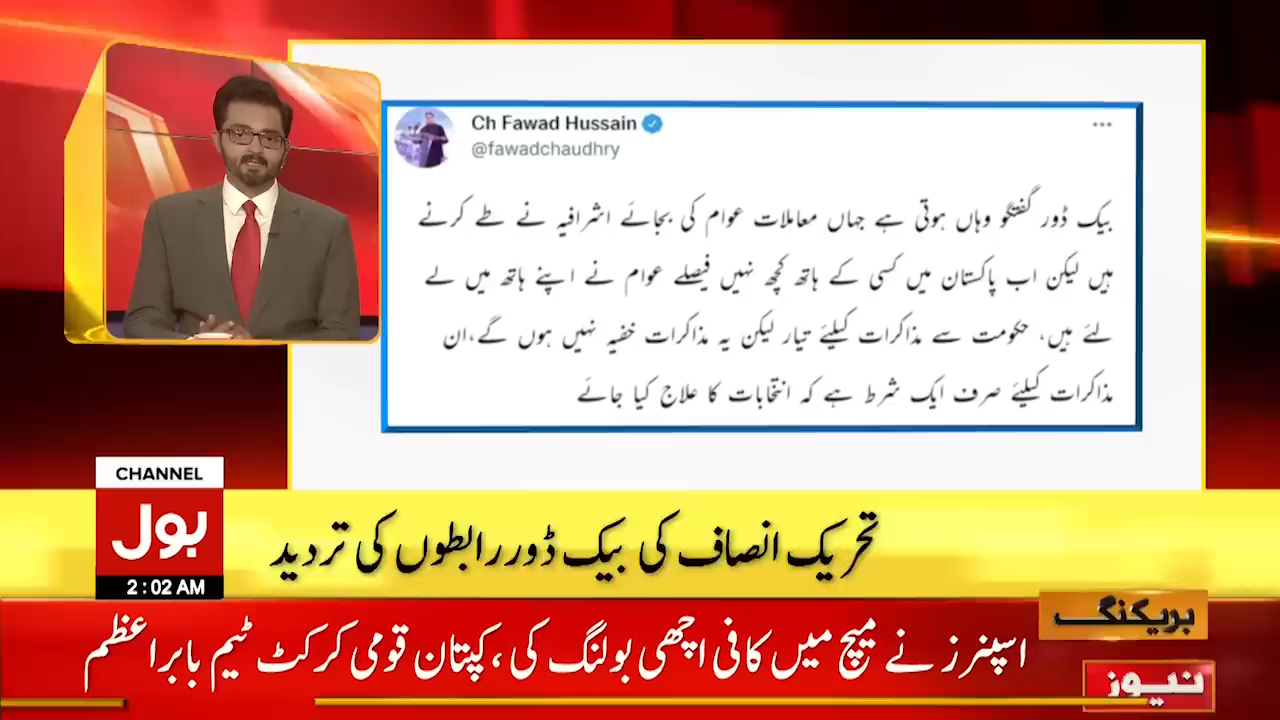 Ch Fawad Hussain
@fawadchaudhry
بیک ڈور گفتگو وہاں ہوتی ہے جہاں معاملات عوام کی بجائے اشرافیہ نے طے کرنے
ہیں لیکن اب پاکستان میں کسی کے ہاتھ کچھ نہیں فیصلے عوام نے اپنے ہاتھ میں لے
لئے ہیں، حکومت سے مذاکرات کیلئے تیار لیکن یہ مذاکرات خفیہ نہیں ہوں گے،ان
مذاکرات کیلئے صرف ایک شرط ہے کہ انتخابات کا علاج کیا جائے
CHANNEL
بول
2:02 AM
تحریک انصاف کی بیک ڈور رابطوں کی تردید
بریکنگ
اسپنرز نے میچ میں کافی اچھی بولنگ کی، کپتان قومی کرکٹ ٹیم بابر اعظم
نیوز